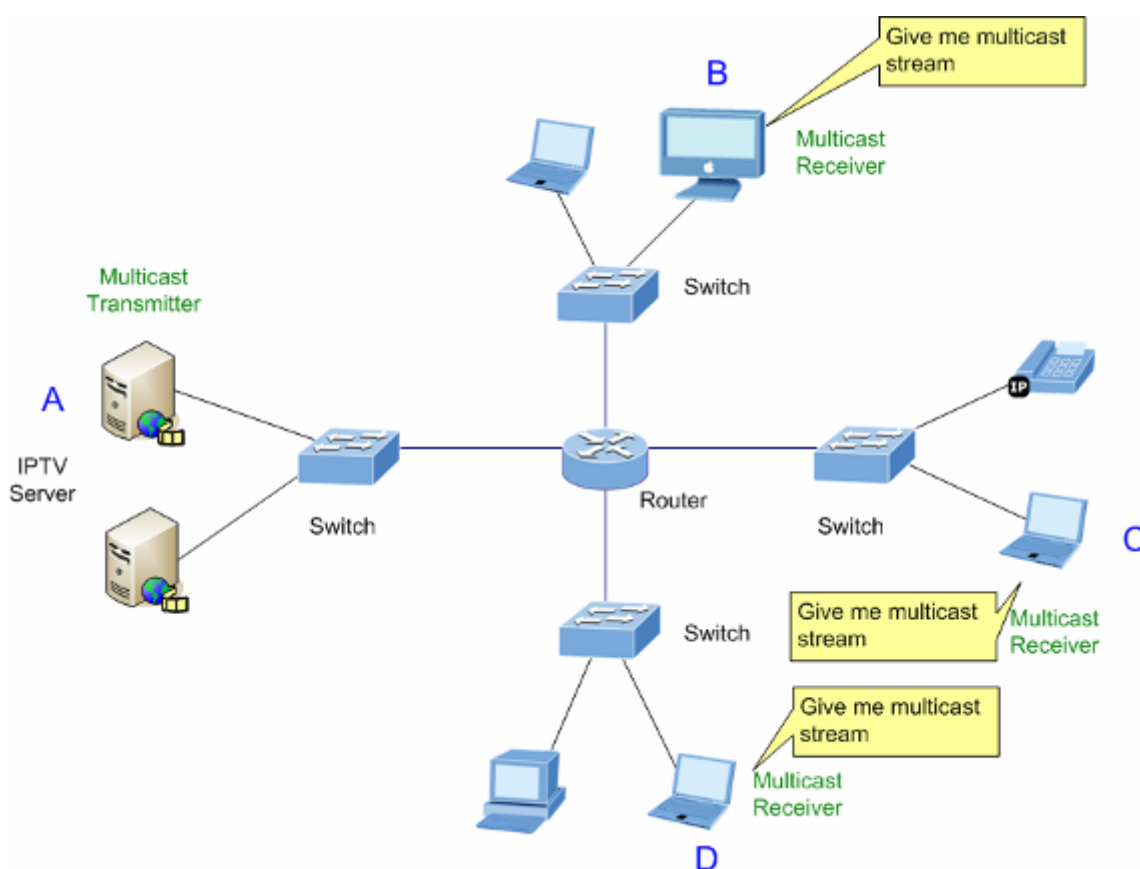 Give me multicast
stream
B
Multicast
Receiver
Switch
Multicast
Transmitter
A
IPTV
Server
Switch
Router
IP
Switch
C
Give me multicast
stream
Multicast
Receiver
Switch
Give me multicast
stream
Multicast
Receiver
D